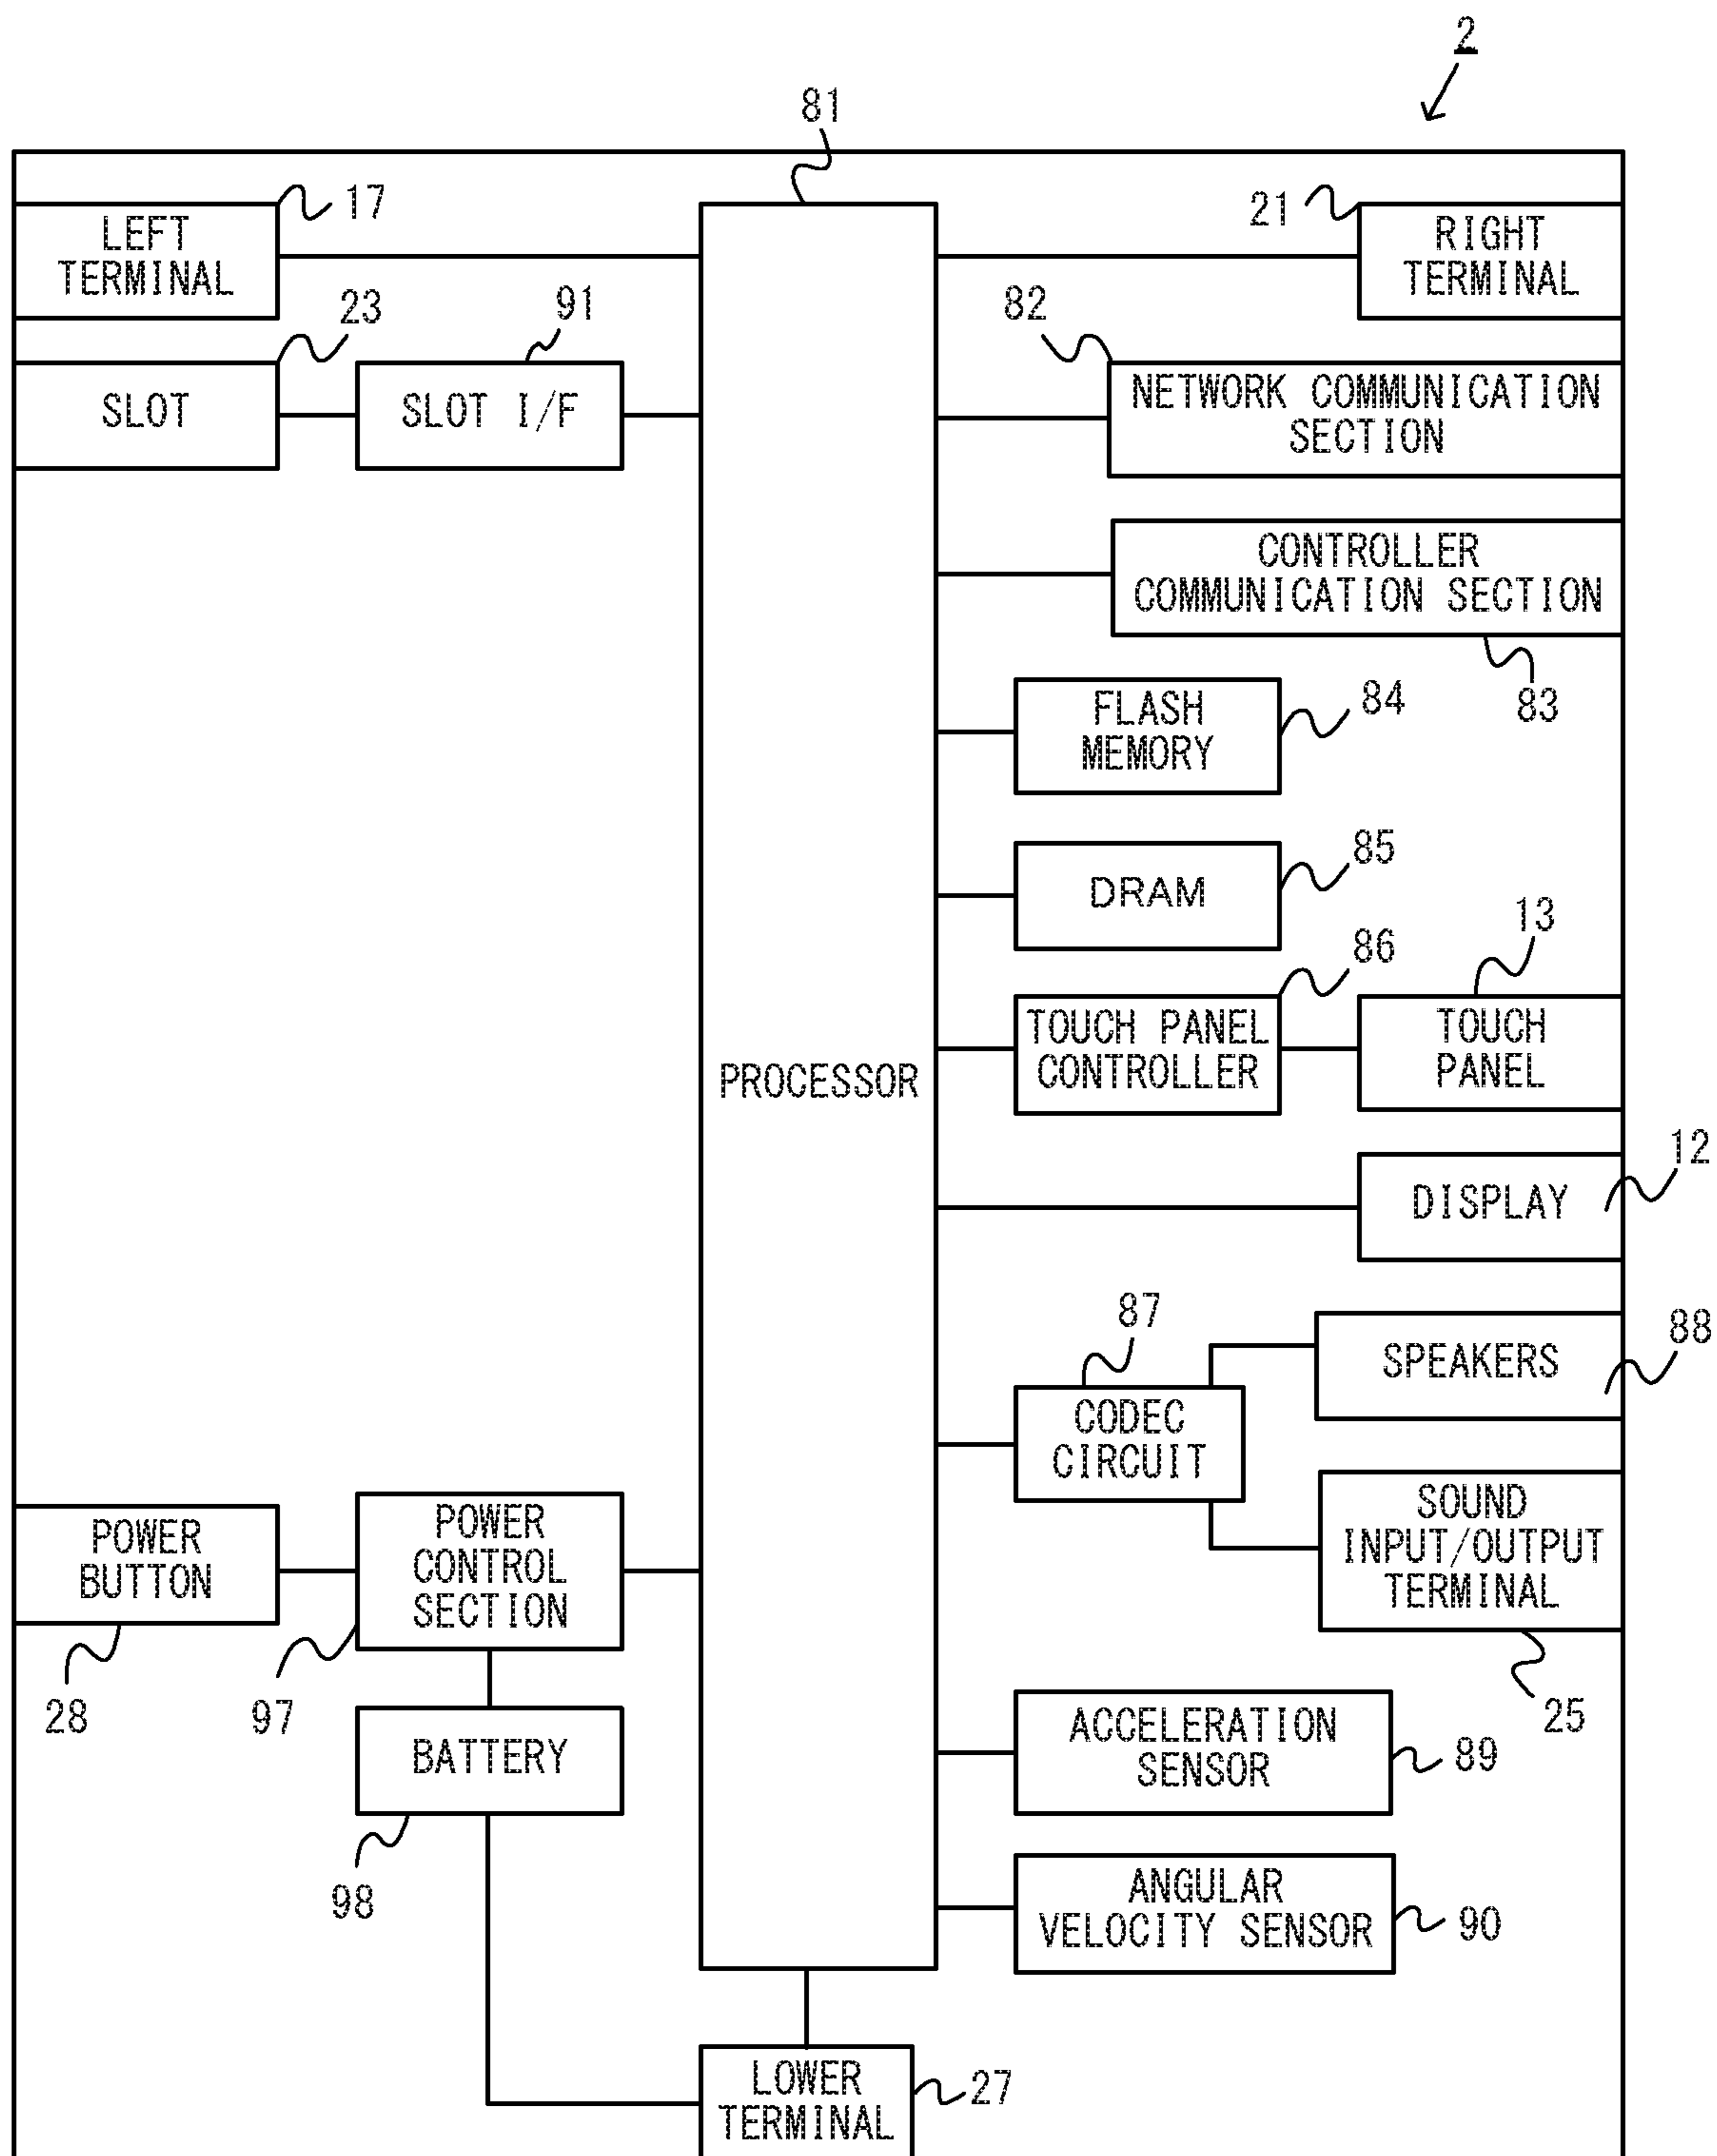 2
81
17
LEFT
TERMINAL
21
RIGHT
TERMINAL
23
91
82
SLOT
SLOT I/F
NETWORK COMMUNICATION
SECTION
CONTROLLER
COMMUNICATION SECTION
83
FLASH
MEMORY
84
DRAM
85
86
13
PROCESSOR
TOUCH PANEL
CONTROLLER
TOUCH
PANEL
12
DISPLAY
87
88
SPEAKERS
CODEC
CIRCUIT
SOUND
INPUT/OUTPUT
TERMINAL
25
POWER
BUTTON
POWER
CONTROL
SECTION
28
97
BATTERY
98
ACCELERATION
SENSOR
89
ANGULAR
VELOCITY SENSOR
90
LOWER
TERMINAL
27